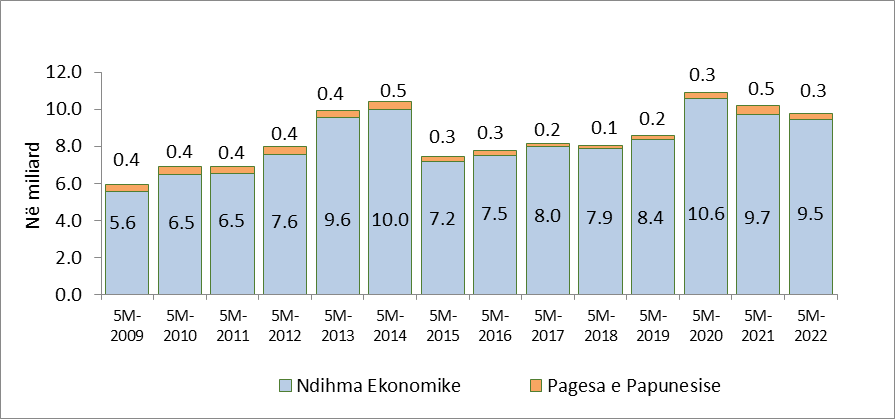 Në miliard
12.0
10.0
8.0
6.0
4.0
2.0
0.0
0.4 0.4 0.4 0.4 0.4 0.5 0.3 0.3 0.2 0.1 0.2 0.3 0.5 0.3
5.6 6.5 6.5 7.6 9.6 10.0 7.2 7.5 8.0 7.9 8.4 10.6 9.7 9.5
5M- 5M- 5M- 5M- 5M- 5M- 5M- 5M- 5M- 5M- 5M- 5M- 5M- 5M-
2009 2010 2011 2012 2013 2014 2015 2016 2017 2018 2019 2020 2021 2022
Ndihma Ekonomike Pagesa e Papunesise